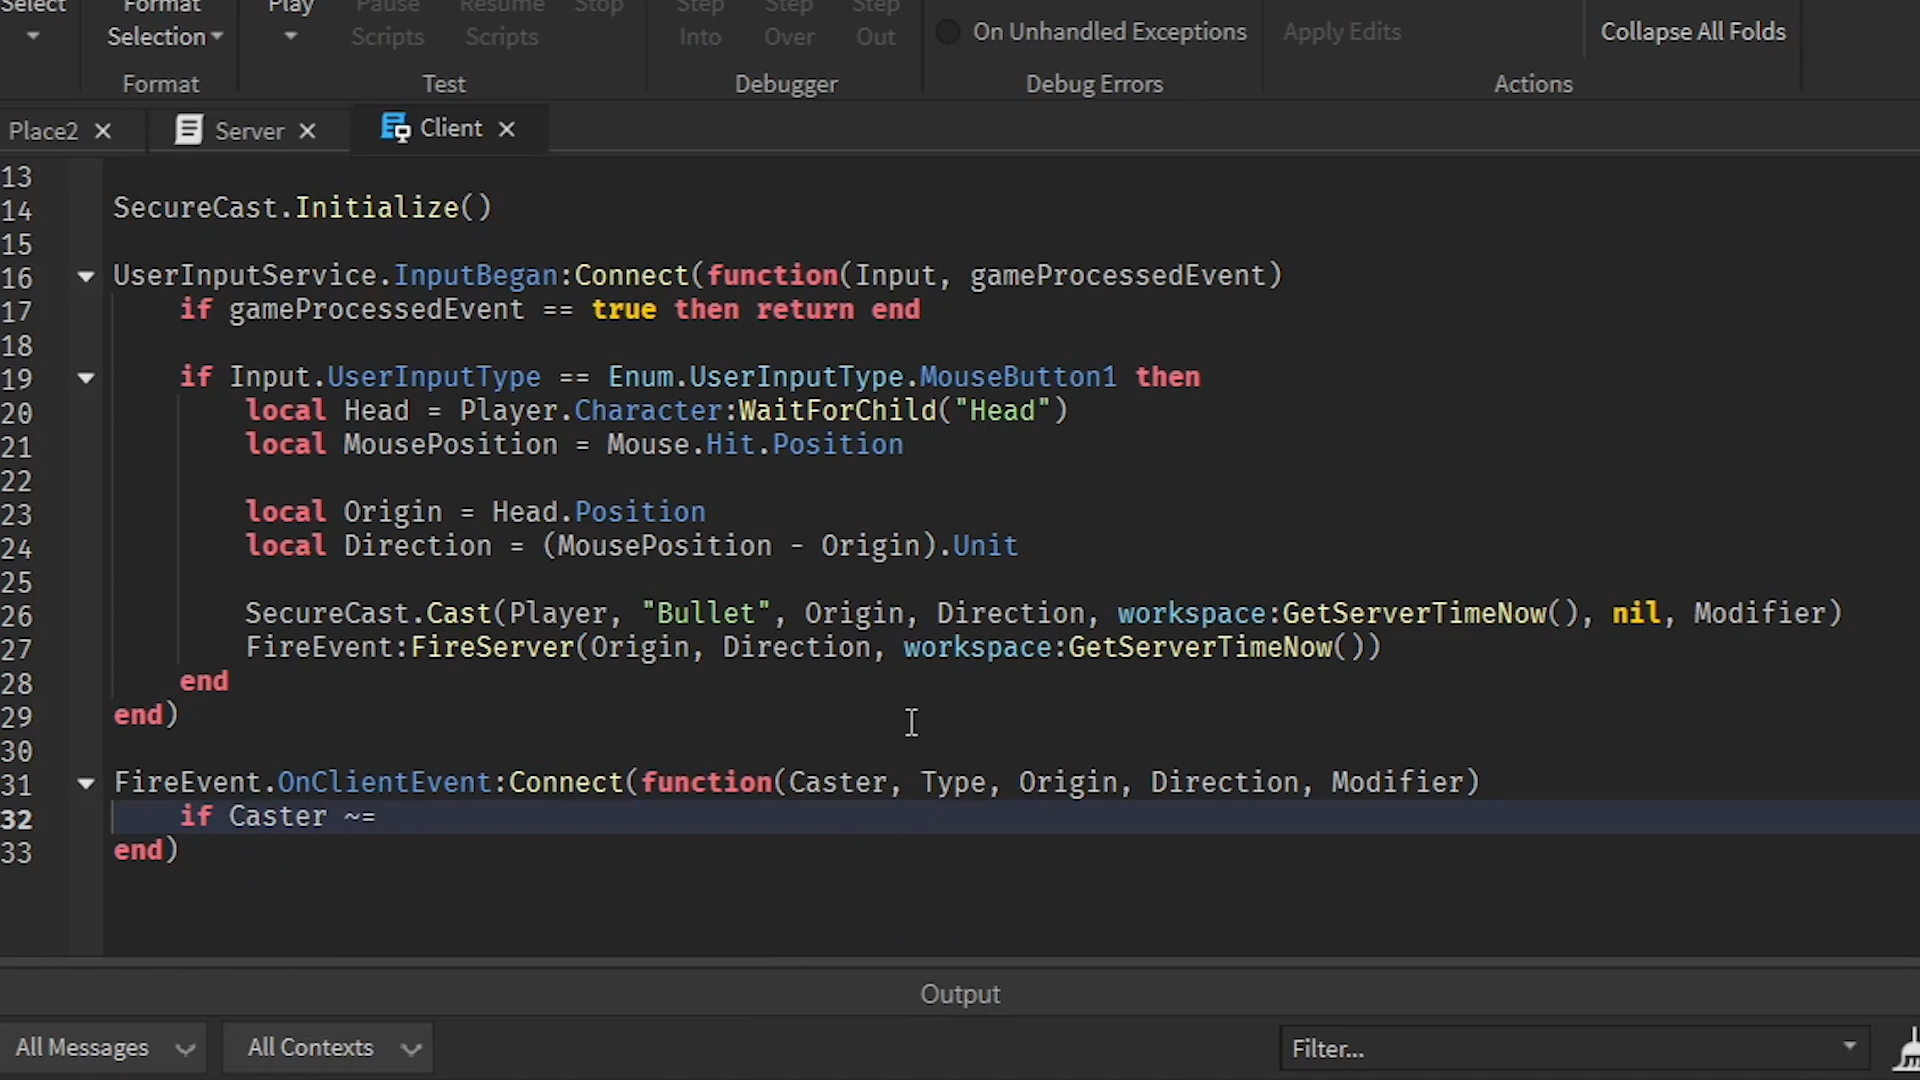 Select
Format
Selection
Format
Play
Pause
Scripts
Resume
Scripts
Stop
Test
Step
Into
Step
Over
Step
Out
Debugger
On Unhandled Exceptions
Debug Errors
Apply Edits
Collapse All Folds
Actions
Place2
Server
Client
13
14 SecureCast.Initialize()
15
16 UserInputService.InputBegan:Connect(function(Input, gameProcessedEvent)
17 if gameProcessedEvent == true then return end
18
19 if Input.UserInputType == Enum.UserInputType.MouseButton1 then
20 local Head = Player.Character:WaitForChild("Head")
21 local MousePosition = Mouse.Hit.Position
22
23 local Origin = Head.Position
24 local Direction = (MousePosition - Origin).Unit
25
26 SecureCast.Cast(Player, "Bullet", Origin, Direction, workspace:GetServerTimeNow(), nil, Modifier)
27 FireEvent:FireServer(Origin, Direction, workspace:GetServerTimeNow())
28 end
29 end)
30
31 FireEvent.OnClientEvent:Connect(function(Caster, Type, Origin, Direction, Modifier)
32 if Caster ~=
33 end)
Output
All Messages
All Contexts
Filter...